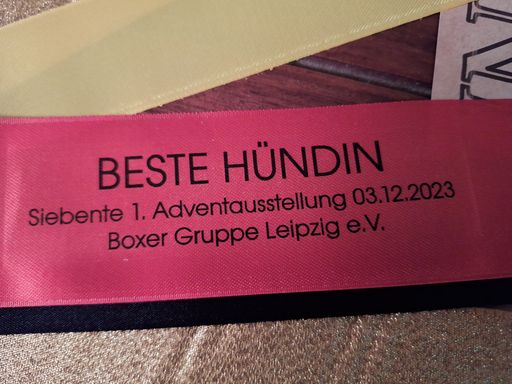 BESTE HÜNDIN
Siebente 1. Adventausstellung 03.12.2023
Boxer Gruppe Leipzig e.V.